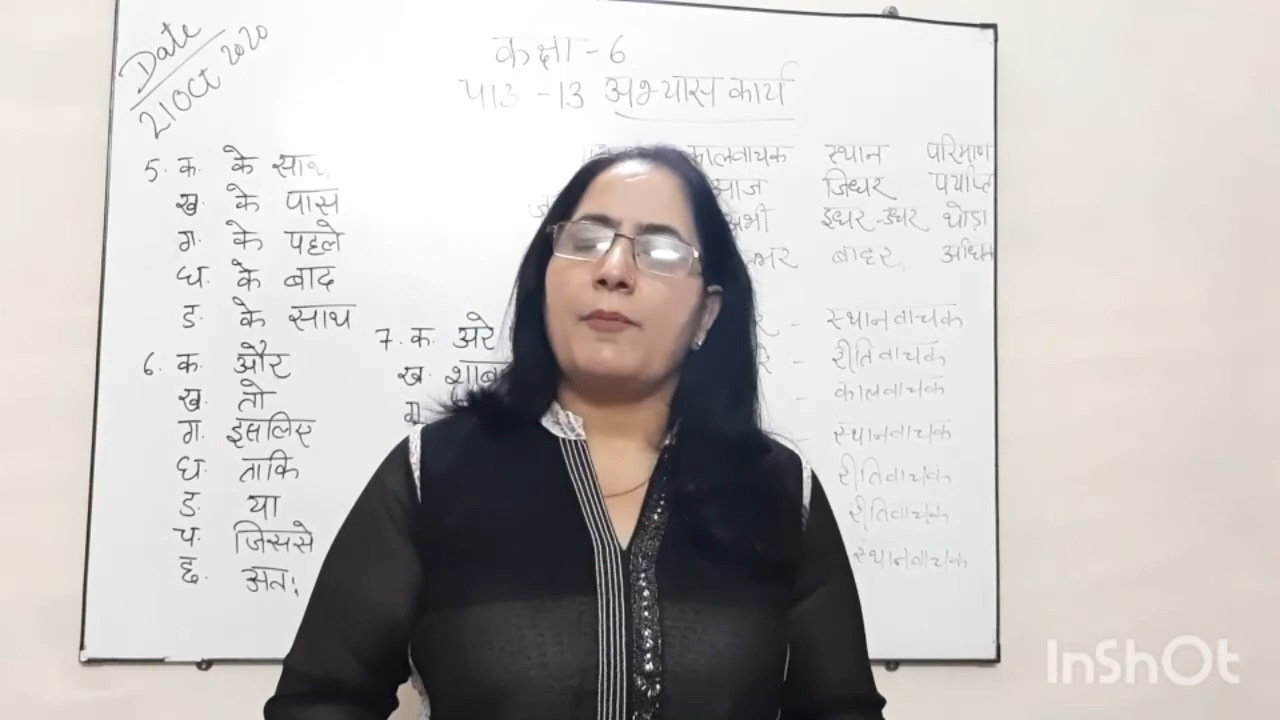 Date
21 Oct 2020
कक्षा - 6
पाठ - 13 अभ्यास कार्य
5. क. के साथ
ख. के पास
ग. के पहले
घ. के बाद
ङ. के साथ
6. क. और
ख. तो
ग. इसलिए
घ. ताकि
ङ. या
च. जिससे
छ. अतः
7. क. अरे
ख.
ग.
कालवाचक स्थान परिमाण
आज जिधर पर्याप्त
अभी इधर-उधर थोड़ा
बाहर, अधिक
- स्थानवाचक
- रीतिवाचक
- कालवाचक
- स्थानवाचक
रीतिवाचक
रीतिवाचक
स्थानवाचक
InShOt